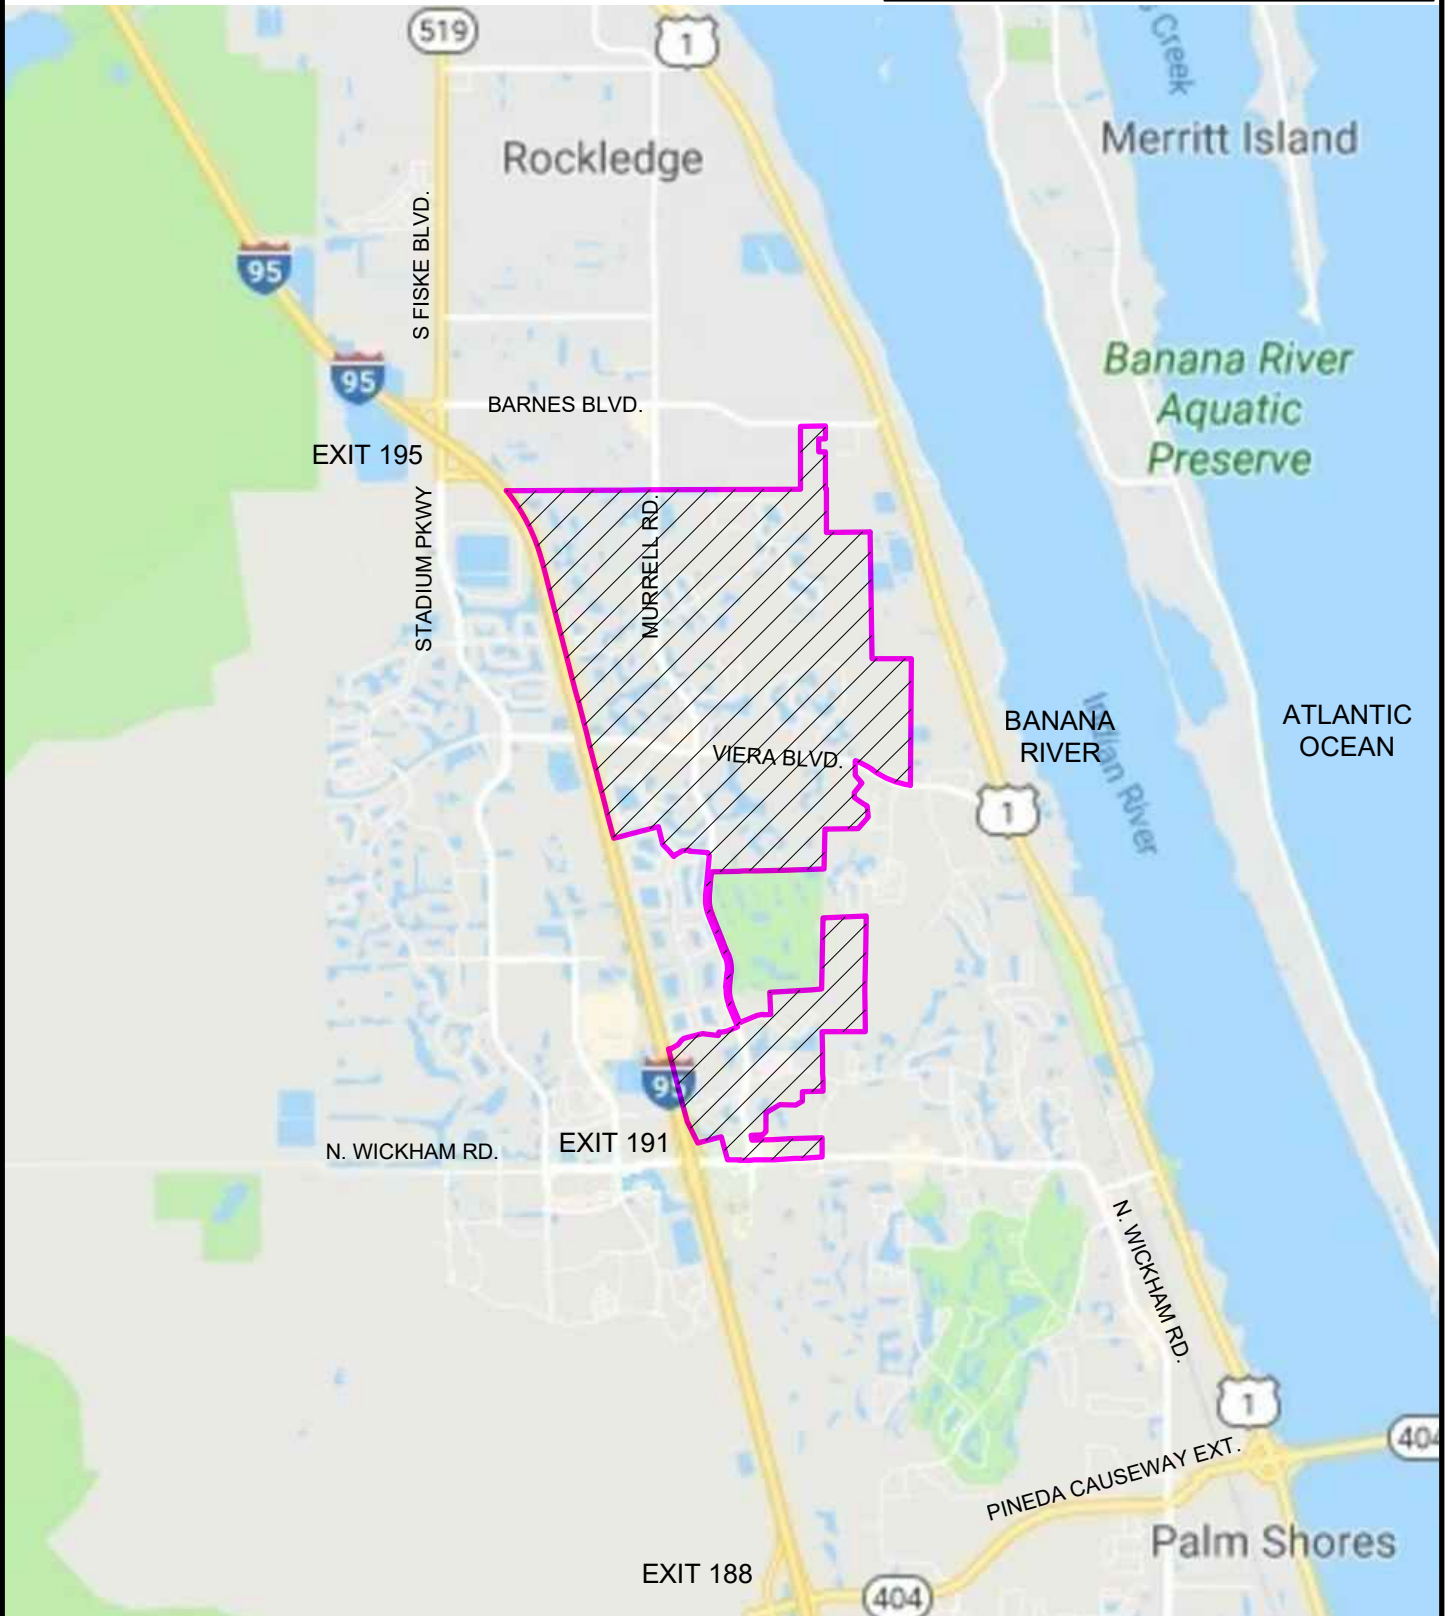 519
1
Creek
Rockledge
Merritt Island
95
S FISKE BLVD.
95
Banana River
Aquatic
Preserve
BARNES BLVD.
EXIT 195
STADIUM PKWY
MURRELL RD.
VIERA BLVD.
BANANA
RIVER
Indian River
ATLANTIC
OCEAN
1
EXIT 191
N. WICKHAM RD.
N. WICKHAM RD.
1
404
PINEDA CAUSEWAY EXT.
Palm Shores
EXIT 188
404